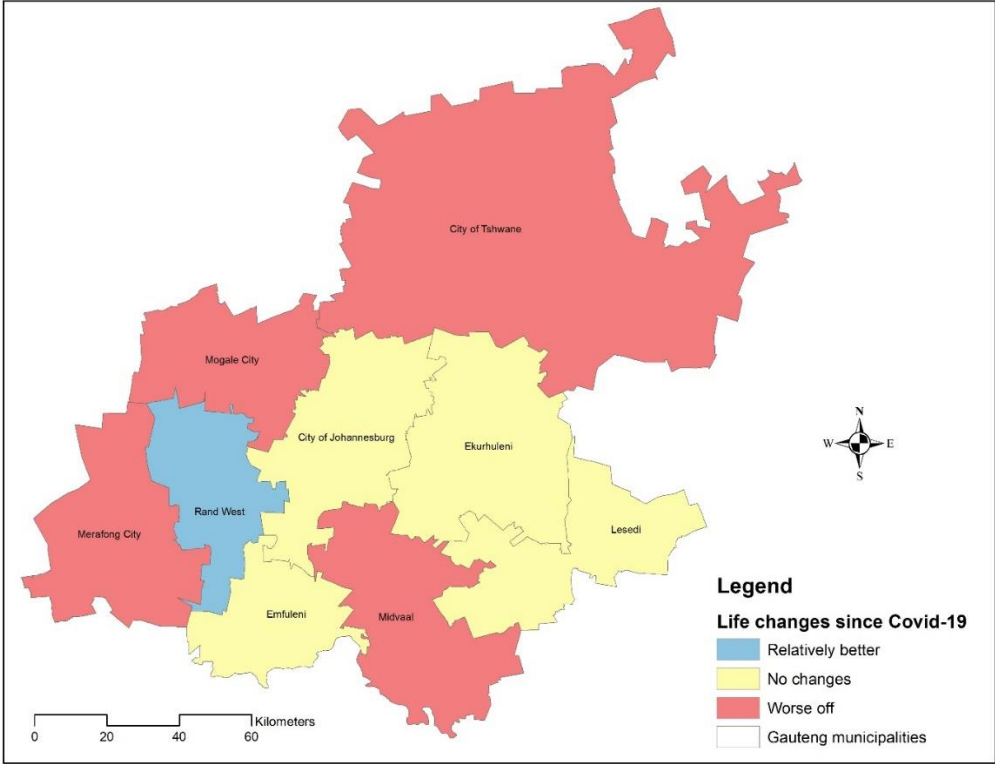 City of Tshwane
Mogale City
City of Johannesburg
Ekurhuleni
Rand West
Merafong City
Lesedi
Emfuleni
Midvaal
N
W
E
S
Legend
Life changes since Covid-19
Relatively better
No changes
Worse off
Gauteng municipalities
Kilometers
0 20 40 60